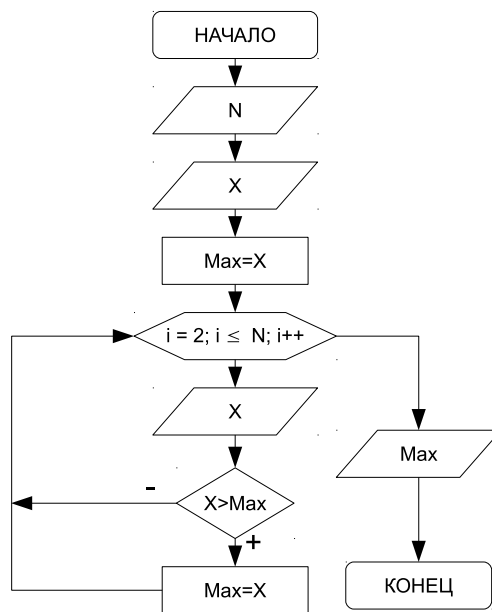 НАЧАЛО
N
X
Max=X
i = 2; i ≤ N; i++
X
Max
-
X>Max
+
Max=X
КОНЕЦ